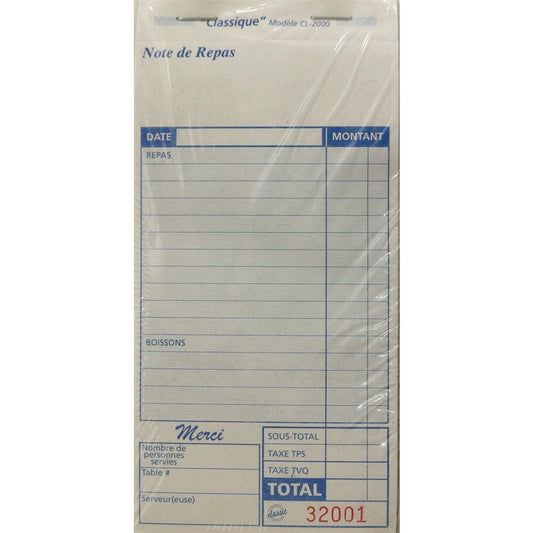 "Classique" Modèle CL-2000
Note de Repas
DATE MONTANT
REPAS
BOISSONS
Merci
Nombre de
personnes
servies
Table #
Serveur(euse)
SOUS-TOTAL
TAXE TPS
TAXE TVQ
TOTAL
classic
32001